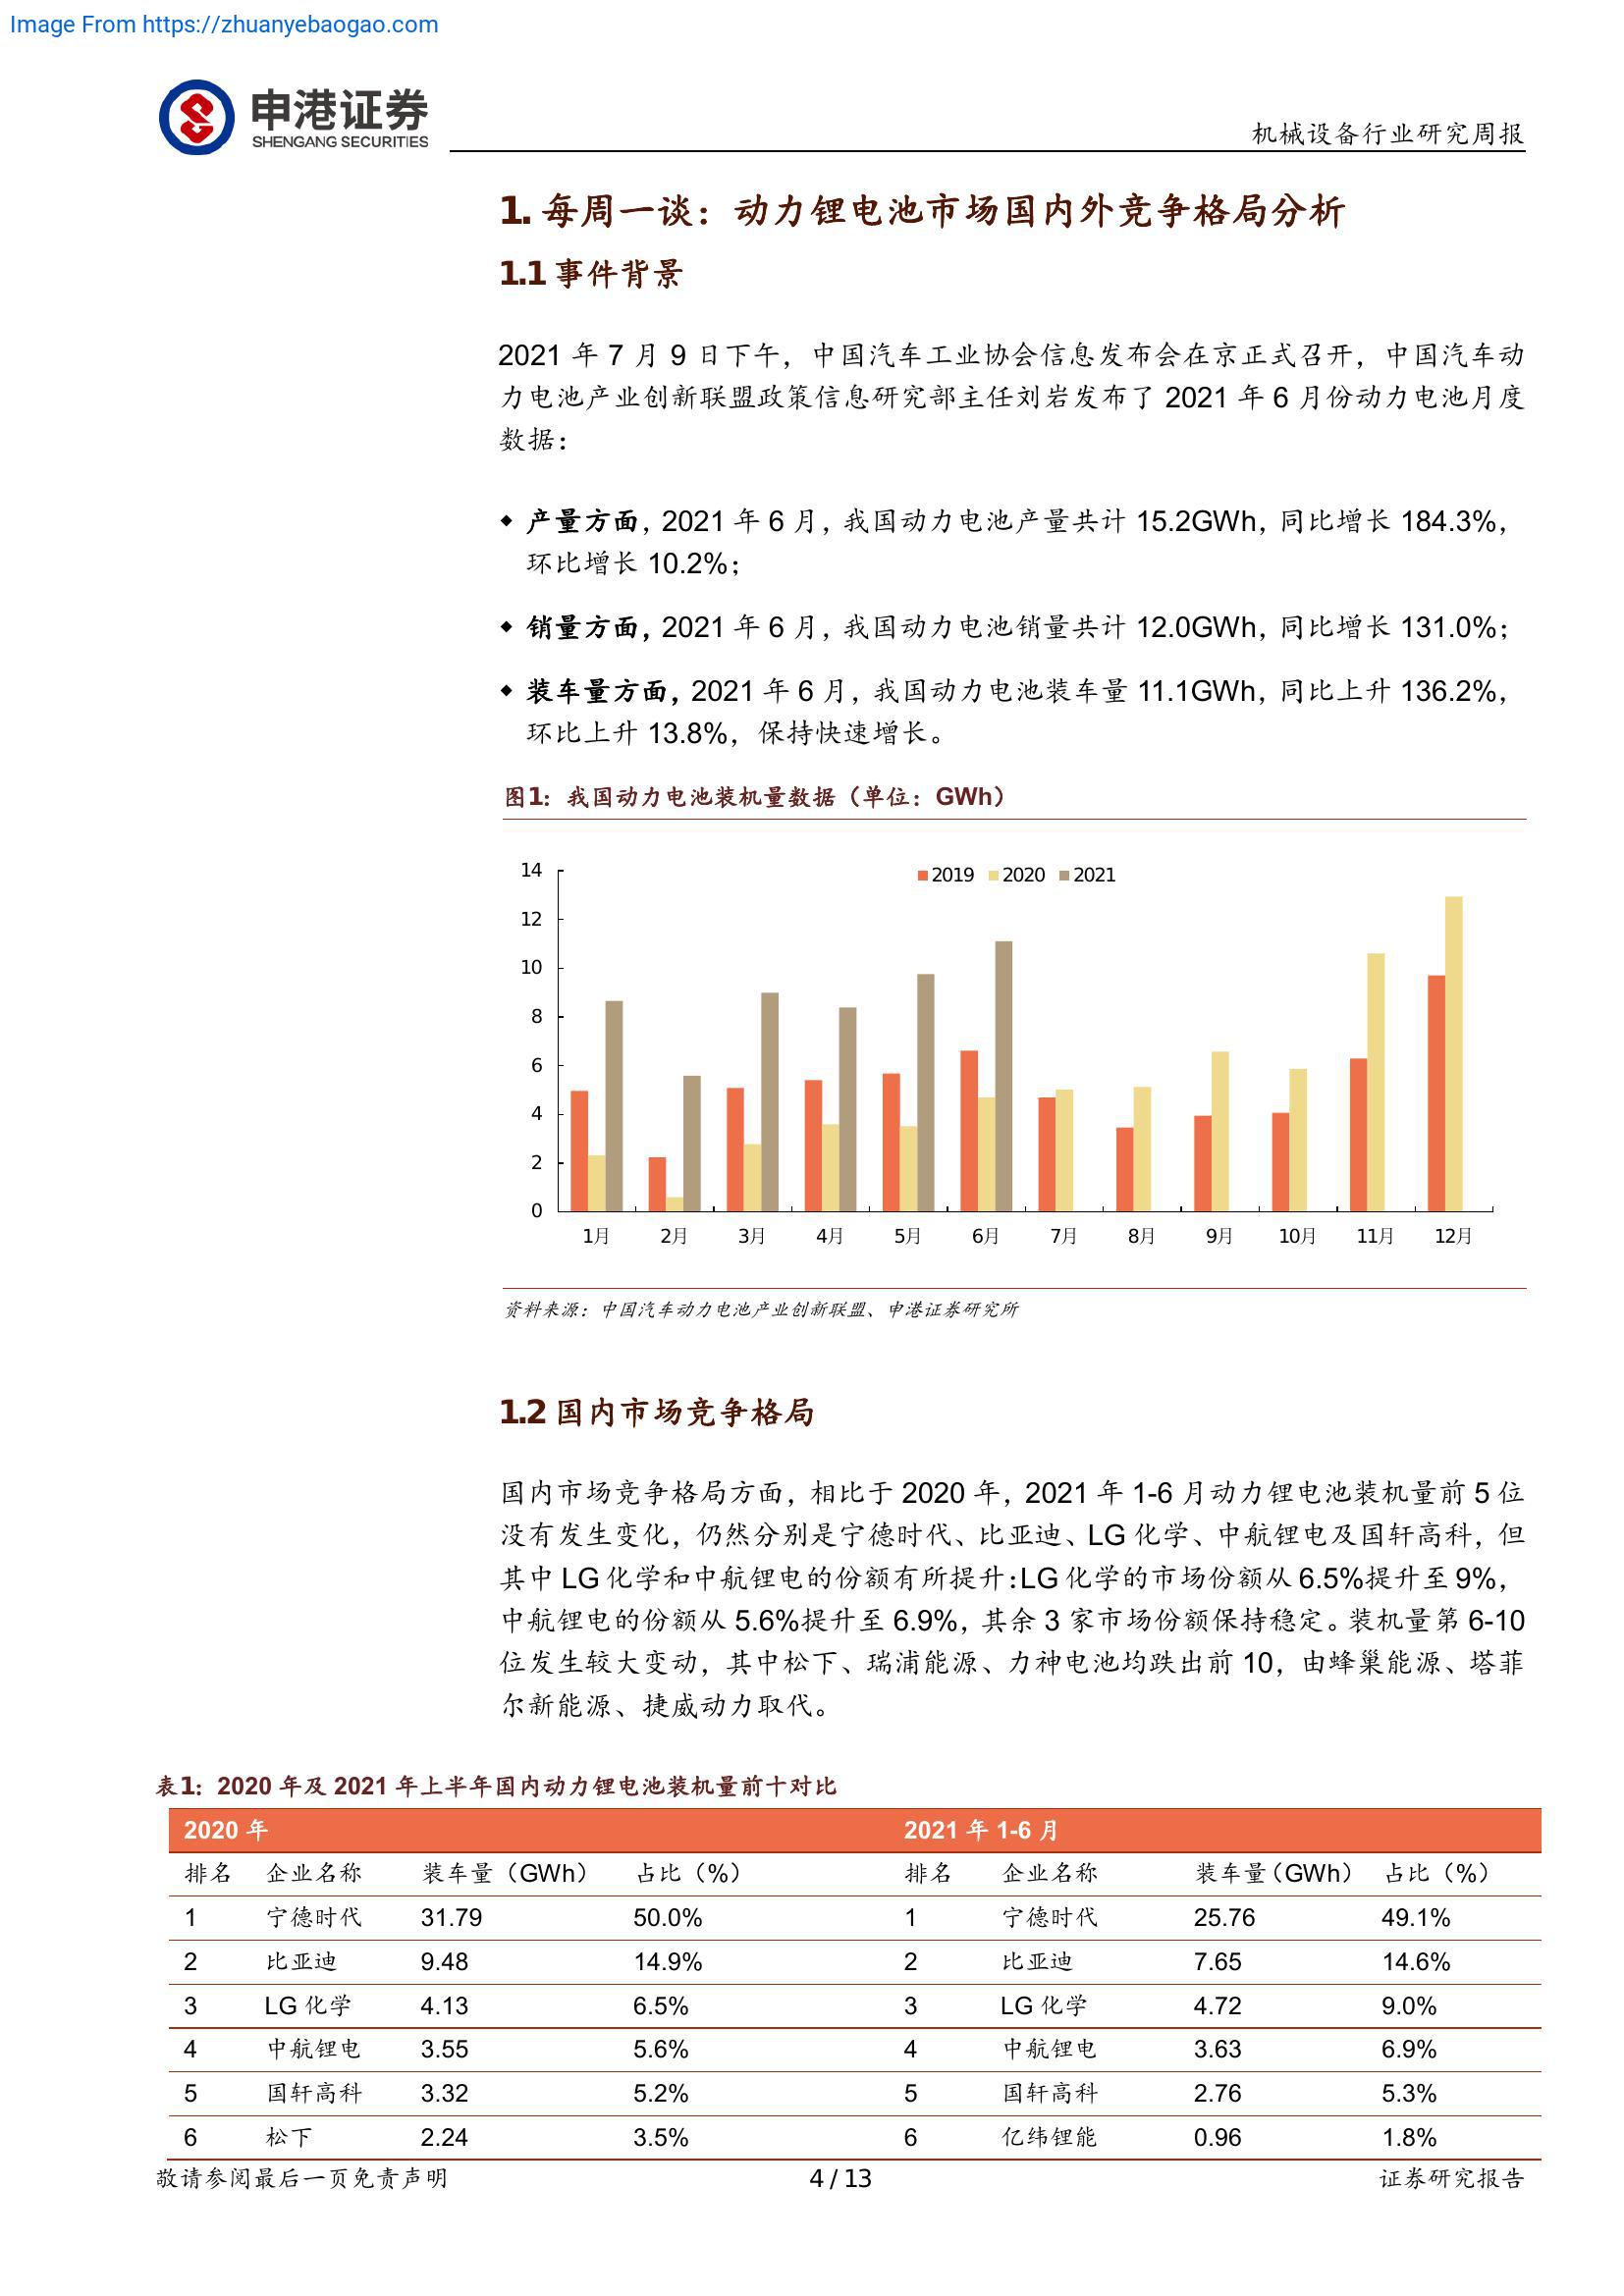 Image From https://zhuanyebaogao.com
申港证券
SHENGANG SECURITIES
机械设备行业研究周报
1. 每周一谈：动力锂电池市场国内外竞争格局分析
1.1 事件背景
2021 年 7 月 9 日下午，中国汽车工业协会信息发布会在京正式召开，中国汽车动
力电池产业创新联盟政策信息研究部主任刘岩发布了 2021 年 6 月份动力电池月度
数据：
◆ 产量方面，2021 年 6 月，我国动力电池产量共计 15.2GWh，同比增长 184.3%，
环比增长 10.2%；
◆ 销量方面，2021 年 6 月，我国动力电池销量共计 12.0GWh，同比增长 131.0%；
◆ 装车量方面，2021 年 6 月，我国动力电池装车量 11.1GWh，同比上升 136.2%，
环比上升 13.8%，保持快速增长。
图1：我国动力电池装机量数据（单位：GWh）
2019 2020 2021
14
12
10
8
6
4
2
0
1月 2月 3月 4月 5月 6月 7月 8月 9月 10月 11月 12月
资料来源：中国汽车动力电池产业创新联盟、申港证券研究所
1.2 国内市场竞争格局
国内市场竞争格局方面，相比于 2020 年，2021 年 1-6 月动力锂电池装机量前 5 位
没有发生变化，仍然分别是宁德时代、比亚迪、LG 化学、中航锂电及国轩高科，但
其中 LG 化学和中航锂电的份额有所提升：LG 化学的市场份额从 6.5%提升至 9%，
中航锂电的份额从 5.6%提升至 6.9%，其余 3 家市场份额保持稳定。装机量第 6-10
位发生较大变动，其中松下、瑞浦能源、力神电池均跌出前 10，由蜂巢能源、塔菲
尔新能源、捷威动力取代。
表1：2020 年及 2021 年上半年国内动力锂电池装机量前十对比
2020 年 2021 年 1-6 月
排名 企业名称 装车量（GWh） 占比（%） 排名 企业名称 装车量（GWh） 占比（%）
1 宁德时代 31.79 50.0% 1 宁德时代 25.76 49.1%
2 比亚迪 9.48 14.9% 2 比亚迪 7.65 14.6%
3 LG 化学 4.13 6.5% 3 LG 化学 4.72 9.0%
4 中航锂电 3.55 5.6% 4 中航锂电 3.63 6.9%
5 国轩高科 3.32 5.2% 5 国轩高科 2.76 5.3%
6 松下 2.24 3.5% 6 亿纬锂能 0.96 1.8%
敬请参阅最后一页免责声明 4 / 13 证券研究报告